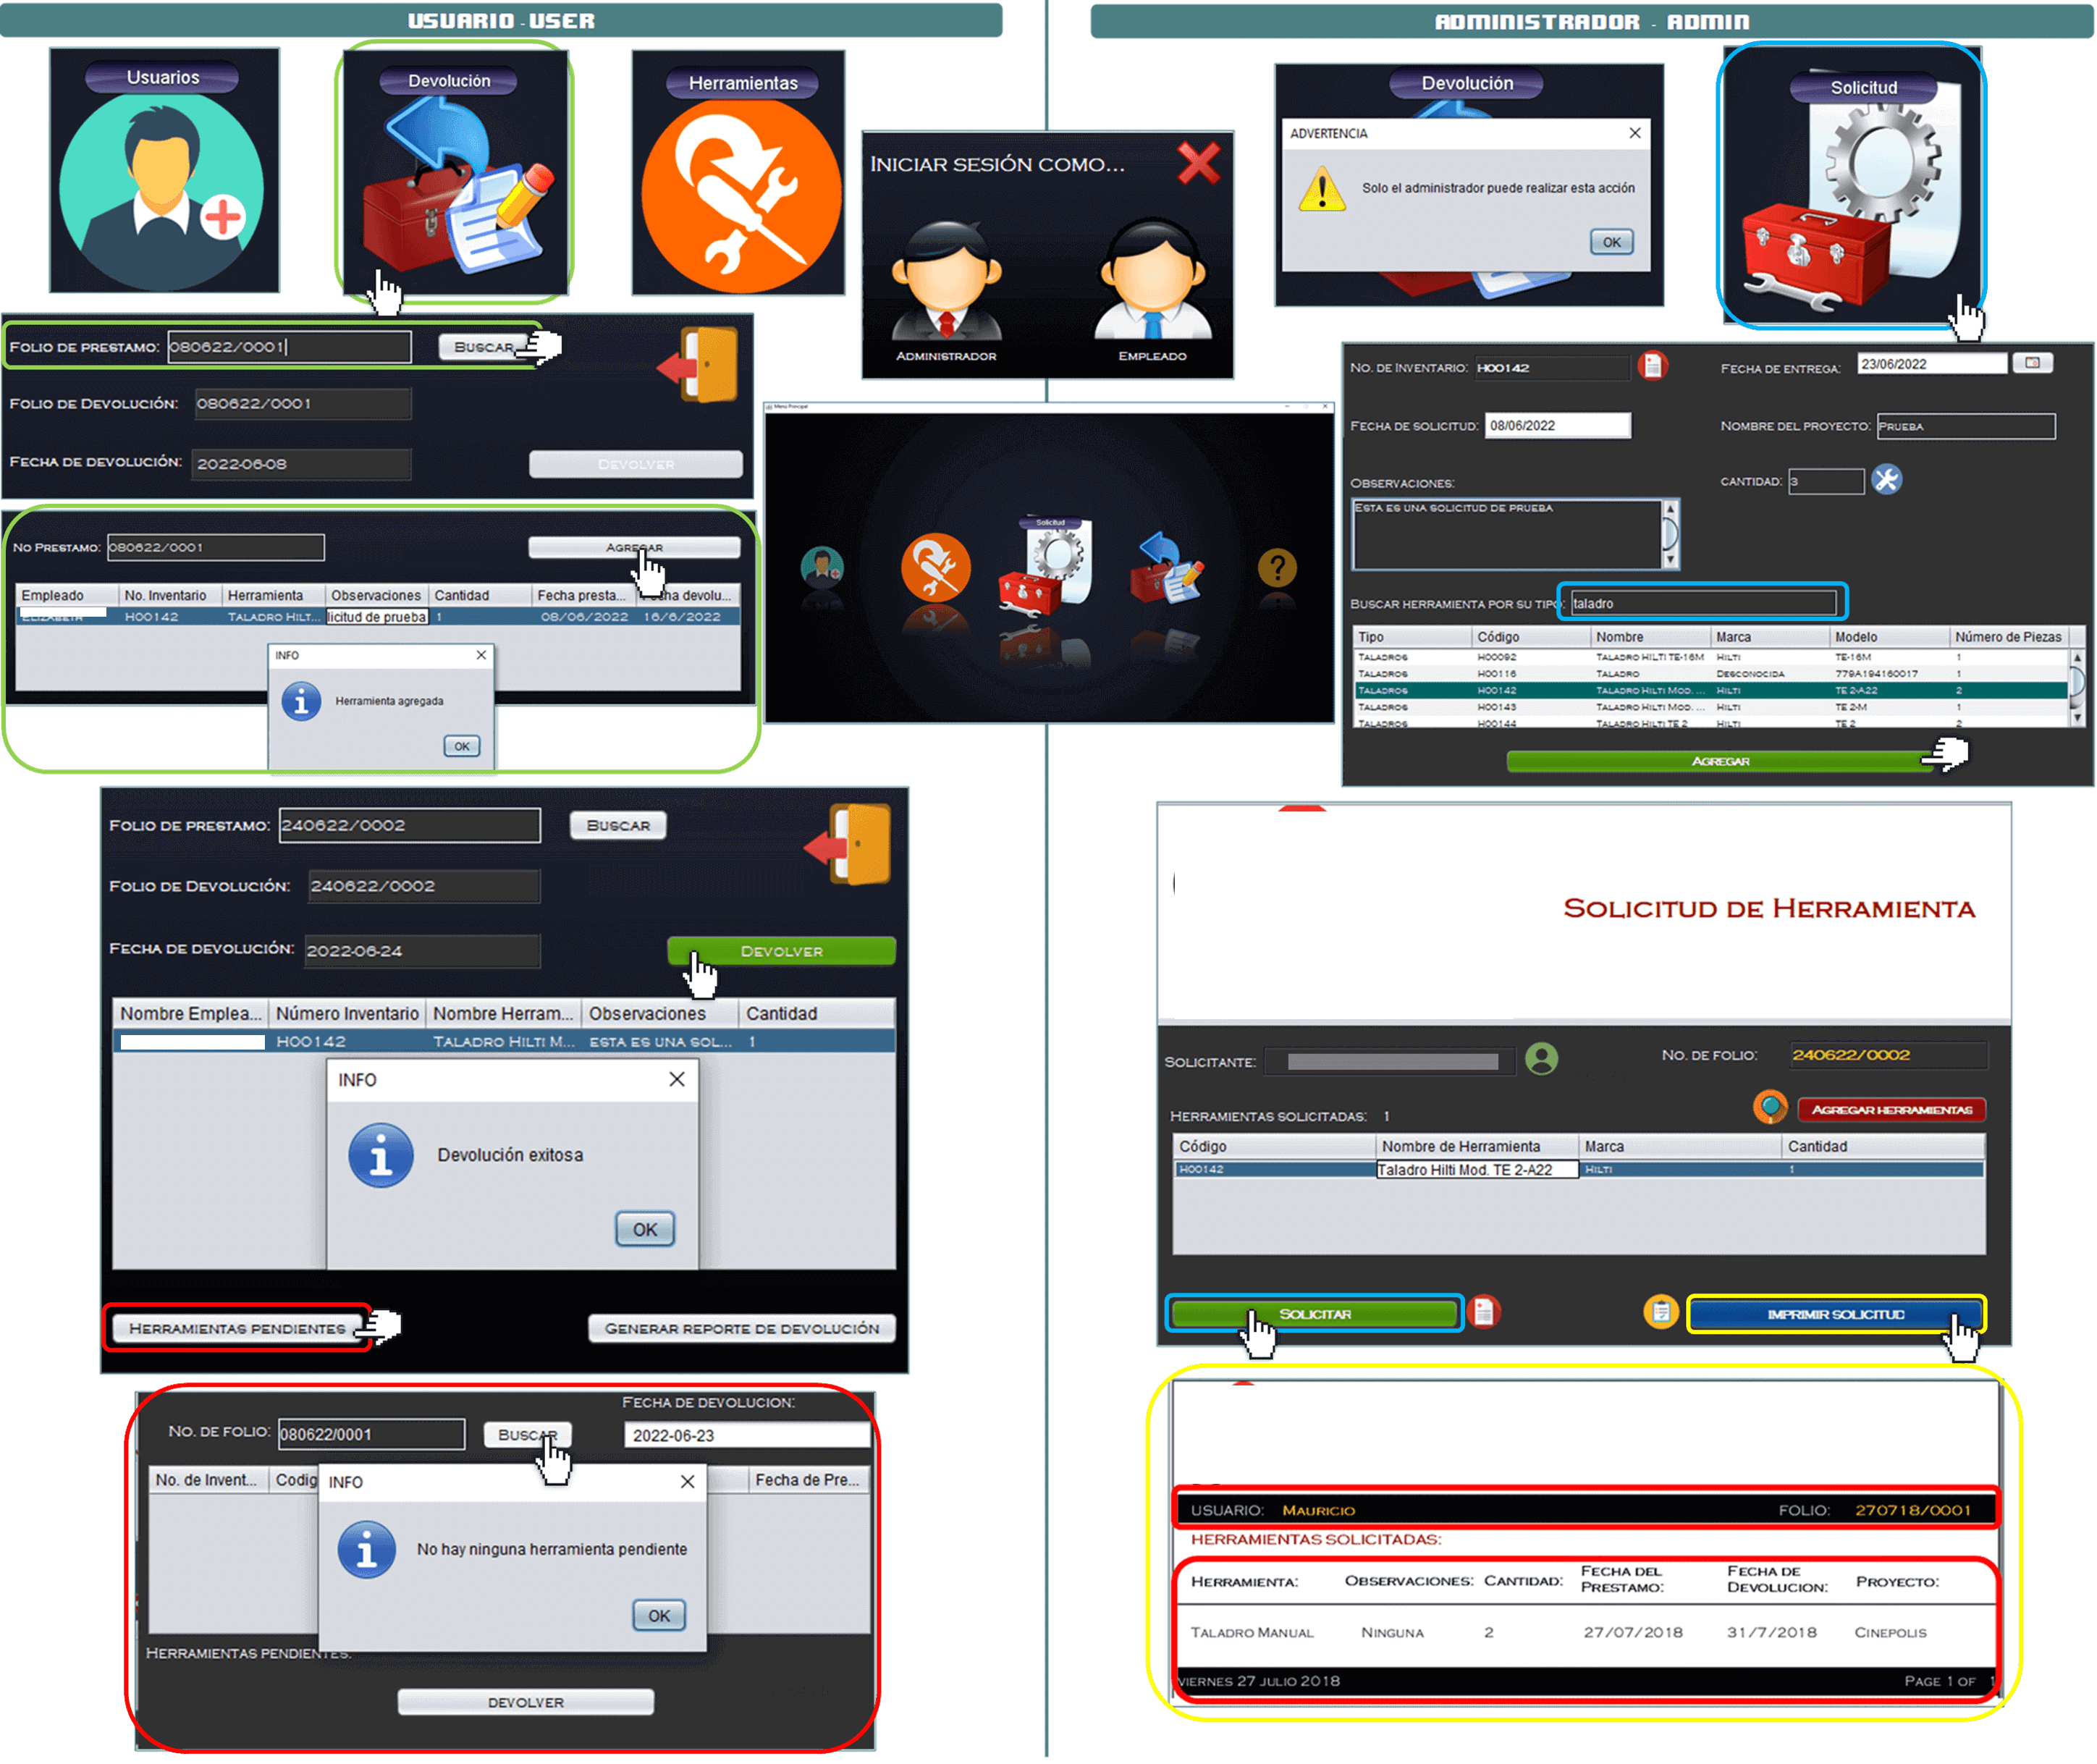 USUARIO - USER
Usuarios
Devolución
Herramientas
FOLIO DE PRESTAMO: 080622/0001
BUSCAR
FOLIO DE DEVOLUCIÓN: 080622/0001
FECHA DE DEVOLUCIÓN: 2022-06-08
DEVOLVER
NO PRESTAMO: 080622/0001
AGREGAR
Empleado No. Inventario Herramienta Observaciones Cantidad Fecha presta... Fecha devolu...
ELIZABETH H00142 TALADRO HILT... licitud de prueba 1 08/06/2022 16/6/2022
INFO
Herramienta agregada
OK
FOLIO DE PRESTAMO: 240622/0002
BUSCAR
FOLIO DE DEVOLUCIÓN: 240622/0002
FECHA DE DEVOLUCIÓN: 2022-06-24
DEVOLVER
Nombre Emplea... Número Inventario Nombre Herram... Observaciones Cantidad
H00142 TALADRO HILTI M... ESTA ES UNA SOL... 1
INFO
Devolución exitosa
OK
HERRAMIENTAS PENDIENTES
GENERAR REPORTE DE DEVOLUCIÓN
FECHA DE DEVOLUCION:
NO. DE FOLIO: 080622/0001
BUSCAR
2022-06-23
No. de Invent... Codig Fecha de Pre...
INFO
No hay ninguna herramienta pendiente
OK
HERRAMIENTAS PENDIENTES:
DEVOLVER
INICIAR SESIÓN COMO...
ADMINISTRADOR
EMPLEADO
Menú Principal
Solicitud
?
ADMINISTRADOR - ADMIN
Devolución
ADVERTENCIA
Solo el administrador puede realizar esta acción
OK
Solicitud
NO. DE INVENTARIO: H00142
FECHA DE ENTREGA: 23/06/2022
FECHA DE SOLICITUD: 08/06/2022
NOMBRE DEL PROYECTO: PRUEBA
OBSERVACIONES:
CANTIDAD: 3
ESTA ES UNA SOLICITUD DE PRUEBA
BUSCAR HERRAMIENTA POR SU TIPO: taladro
Tipo Código Nombre Marca Modelo Número de Piezas
TALADROS H00092 TALADRO HILTI TE-16M HILTI TE-16M 1
TALADROS H00116 TALADRO DESCONOCIDA 779A194160017 1
TALADROS H00142 TALADRO HILTI MOD. ... HILTI TE 2-A22 2
TALADROS H00143 TALADRO HILTI MOD. ... HILTI TE 2-M 1
TALADROS H00144 TALADRO HILTI TE 2 HILTI TE 2 2
AGREGAR
SOLICITUD DE HERRAMIENTA
SOLICITANTE:
NO. DE FOLIO: 240622/0002
HERRAMIENTAS SOLICITADAS: 1
AGREGAR HERRAMIENTAS
Código Nombre de Herramienta Marca Cantidad
H00142 Taladro Hilti Mod. TE 2-A22 HILTI 1
SOLICITAR
IMPRIMIR SOLICITUD
USUARIO: MAURICIO FOLIO: 270718/0001
HERRAMIENTAS SOLICITADAS:
HERRAMIENTA: OBSERVACIONES: CANTIDAD: FECHA DEL PRESTAMO: FECHA DE DEVOLUCION: PROYECTO:
TALADRO MANUAL NINGUNA 2 27/07/2018 31/7/2018 CINEPOLIS
VIERNES 27 JULIO 2018 PAGE 1 OF 1